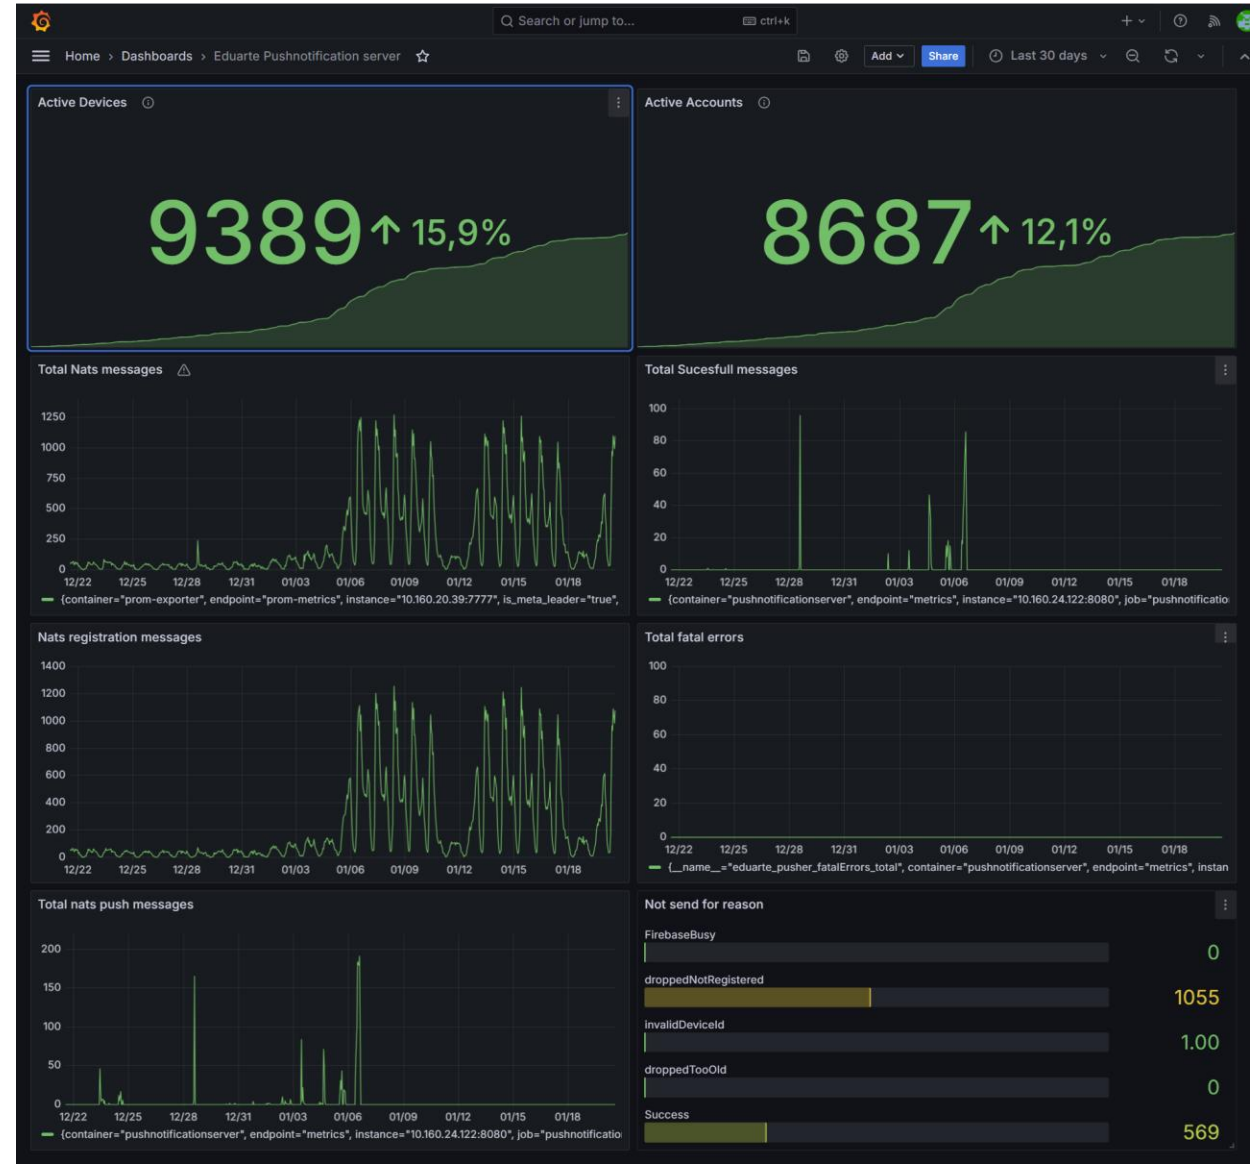 Search or jump to... ctrl+k
Home › Dashboards › Eduarte Pushnotification server Add Share Last 30 days
Active Devices
9389 15,9%
Active Accounts
8687 12,1%
Total Nats messages
1250
1000
750
500
250
0
12/22 12/25 12/28 12/31 01/03 01/06 01/09 01/12 01/15 01/18
{container="prom-exporter", endpoint="prom-metrics", instance="10.160.20.39:7777", is_meta_leader="true",
Total Sucesfull messages
100
80
60
40
20
0
12/22 12/25 12/28 12/31 01/03 01/06 01/09 01/12 01/15 01/18
{container="pushnotificationserver", endpoint="metrics", instance="10.160.24.122:8080", job="pushnotificatio
Nats registration messages
1400
1200
1000
800
600
400
200
0
12/22 12/25 12/28 12/31 01/03 01/06 01/09 01/12 01/15 01/18
Total fatal errors
100
80
60
40
20
0
12/22 12/25 12/28 12/31 01/03 01/06 01/09 01/12 01/15 01/18
{__name__="eduarte_pusher_fatalErrors_total", container="pushnotificationserver", endpoint="metrics", instan
Total nats push messages
200
150
100
50
0
12/22 12/25 12/28 12/31 01/03 01/06 01/09 01/12 01/15 01/18
{container="pushnotificationserver", endpoint="metrics", instance="10.160.24.122:8080", job="pushnotificatio
Not send for reason
FirebaseBusy
0
droppedNotRegistered
1055
invalidDeviceId
1.00
droppedTooOld
0
Success
569